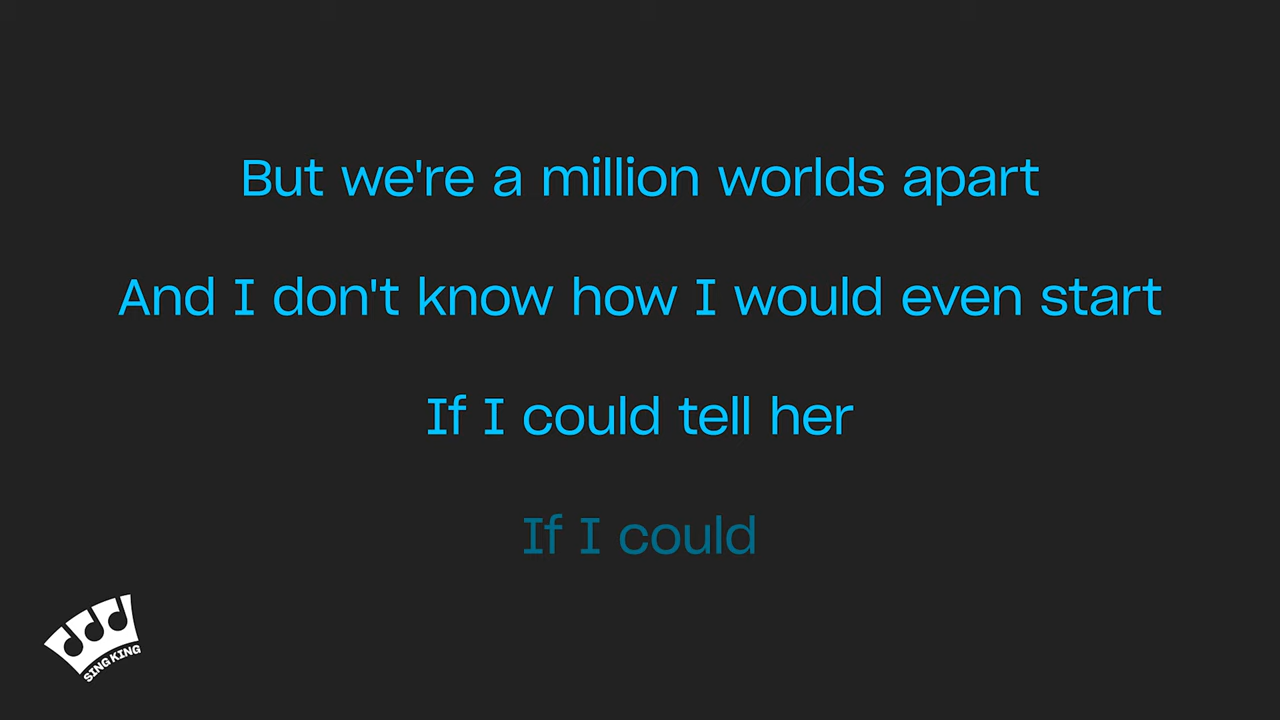 But we're a million worlds apart
And I don't know how I would even start
If I could tell her
If I could
SING KING